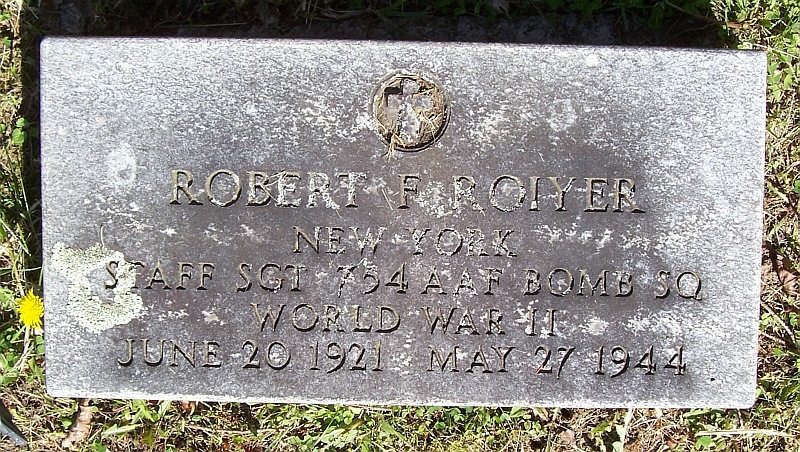 ROBERT F ROIYER
NEW YORK
STAFF SGT 754 AAF BOMB SQ
WORLD WAR II
JUNE 20 1921 MAY 27 1944